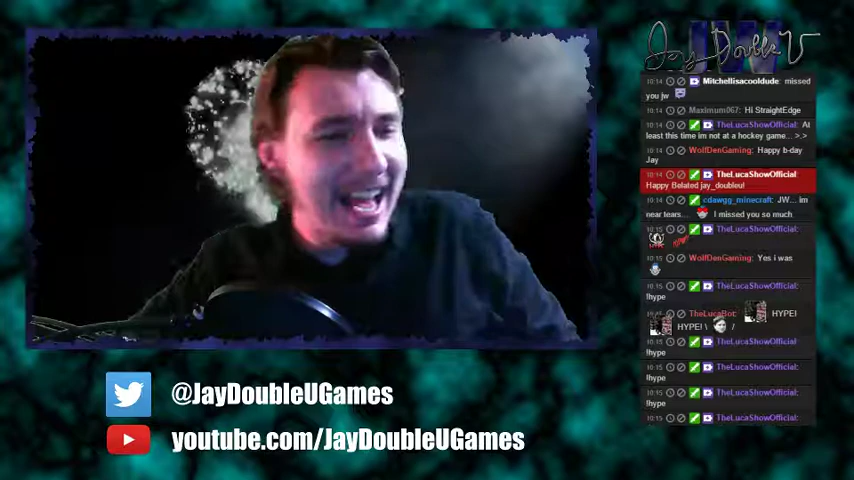 Jay Double U
10:14 Mitchellisacooldude: missed
you jw
10:14 Maximum067: Hi StraightEdge
10:14 TheLucaShowOfficial: At
least this time im not at a hockey game... >.>
10:14 WolfDenGaming: Happy b-day
Jay
10:14 TheLucaShowOfficial:
Happy Belated jay_doubleu!
10:14 cdawgg_minecraft: JW... im
near tears... I missed you so much
10:15 TheLucaShowOfficial:
10:15 WolfDenGaming: Yes i was
10:15 TheLucaShowOfficial:
!hype
TheLucaBot: HYPE!
HYPE! \ /
10:15 TheLucaShowOfficial:
!hype
10:15 TheLucaShowOfficial:
!hype
10:15 TheLucaShowOfficial:
!hype
10:15 TheLucaShowOfficial:
@JayDoubleUGames
youtube.com/JayDoubleUGames